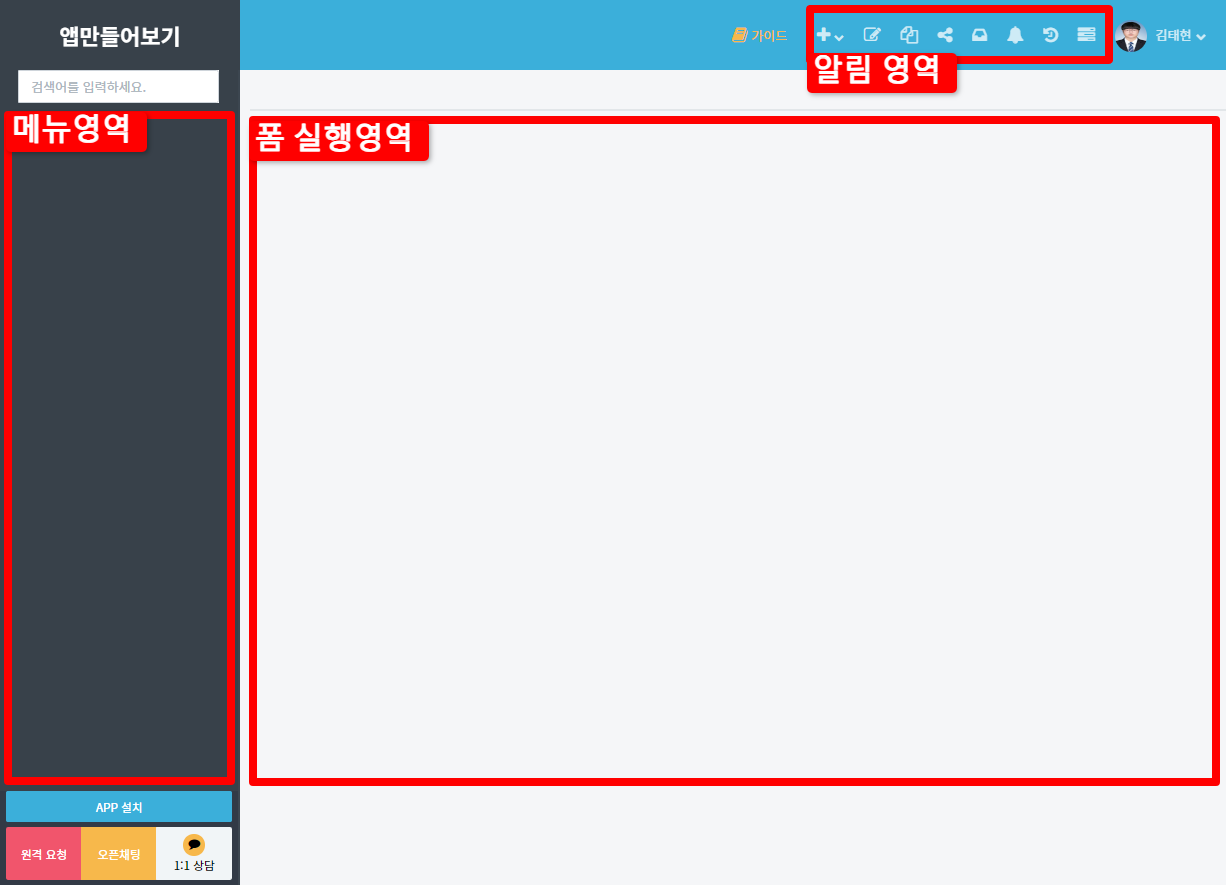 앱만들어보기
가이드
김태현
알림 영역
검색어를 입력하세요.
메뉴영역
폼 실행영역
APP 설치
원격 요청
오픈채팅
1:1 상담